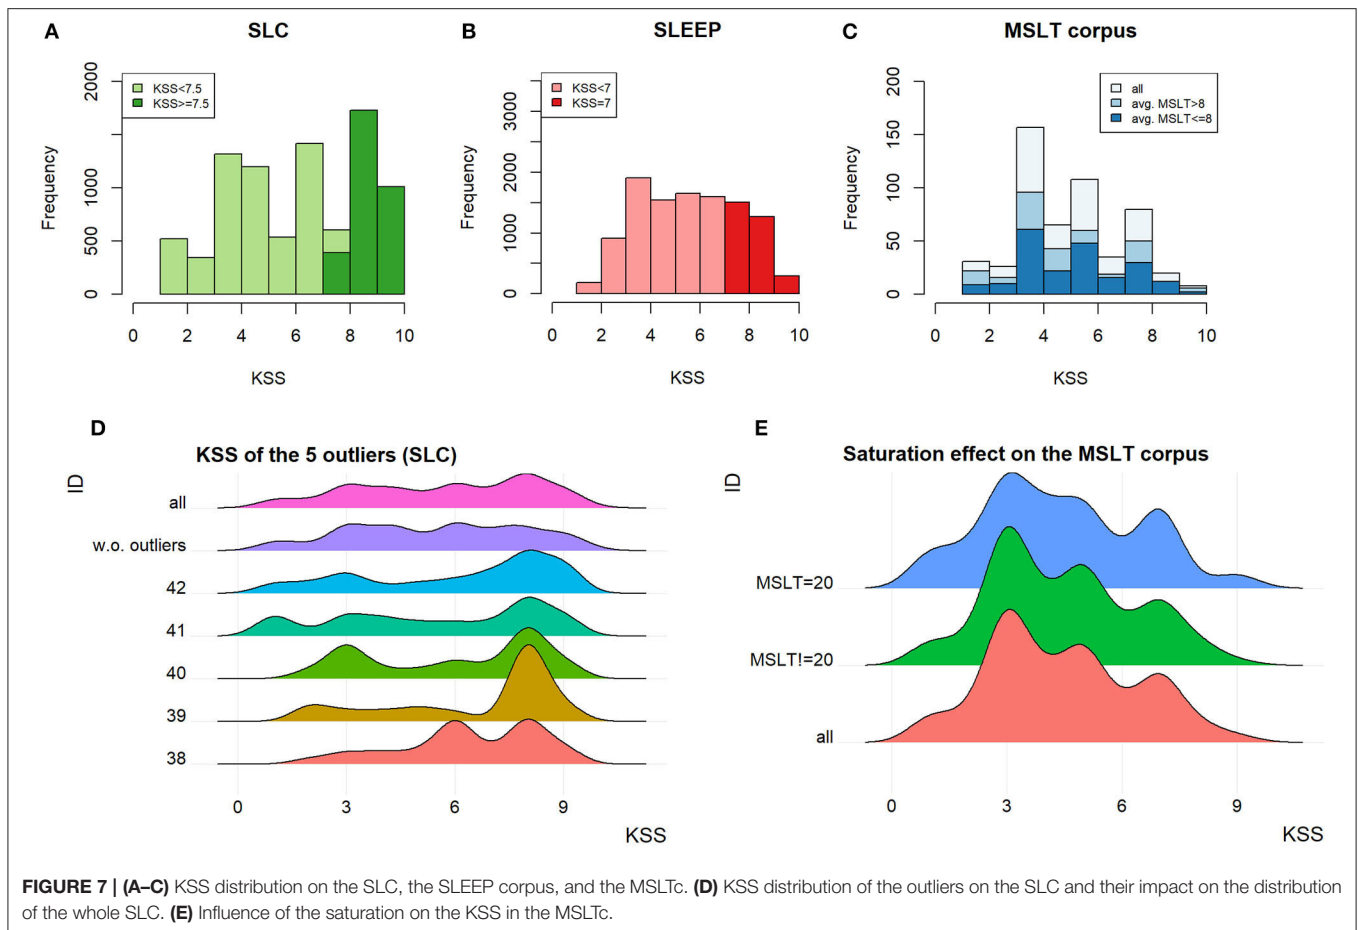 A
SLC
2000
1000
500
0
Frequency
KSS<7.5
KSS>=7.5
0 2 4 6 8 10
KSS
B
SLEEP
3000
2000
1000
0
Frequency
KSS<7
KSS=7
0 2 4 6 8 10
KSS
C
MSLT corpus
200
150
100
50
0
Frequency
all
avg. MSLT>8
avg. MSLT<=8
0 2 4 6 8 10
KSS
D
KSS of the 5 outliers (SLC)
ID
all
w.o. outliers
42
41
40
39
38
0 3 6 9
KSS
E
Saturation effect on the MSLT corpus
ID
MSLT=20
MSLT!=20
all
0 3 6 9
KSS
FIGURE 7 | (A–C) KSS distribution on the SLC, the SLEEP corpus, and the MSLTc. (D) KSS distribution of the outliers on the SLC and their impact on the distribution
of the whole SLC. (E) Influence of the saturation on the KSS in the MSLTc.